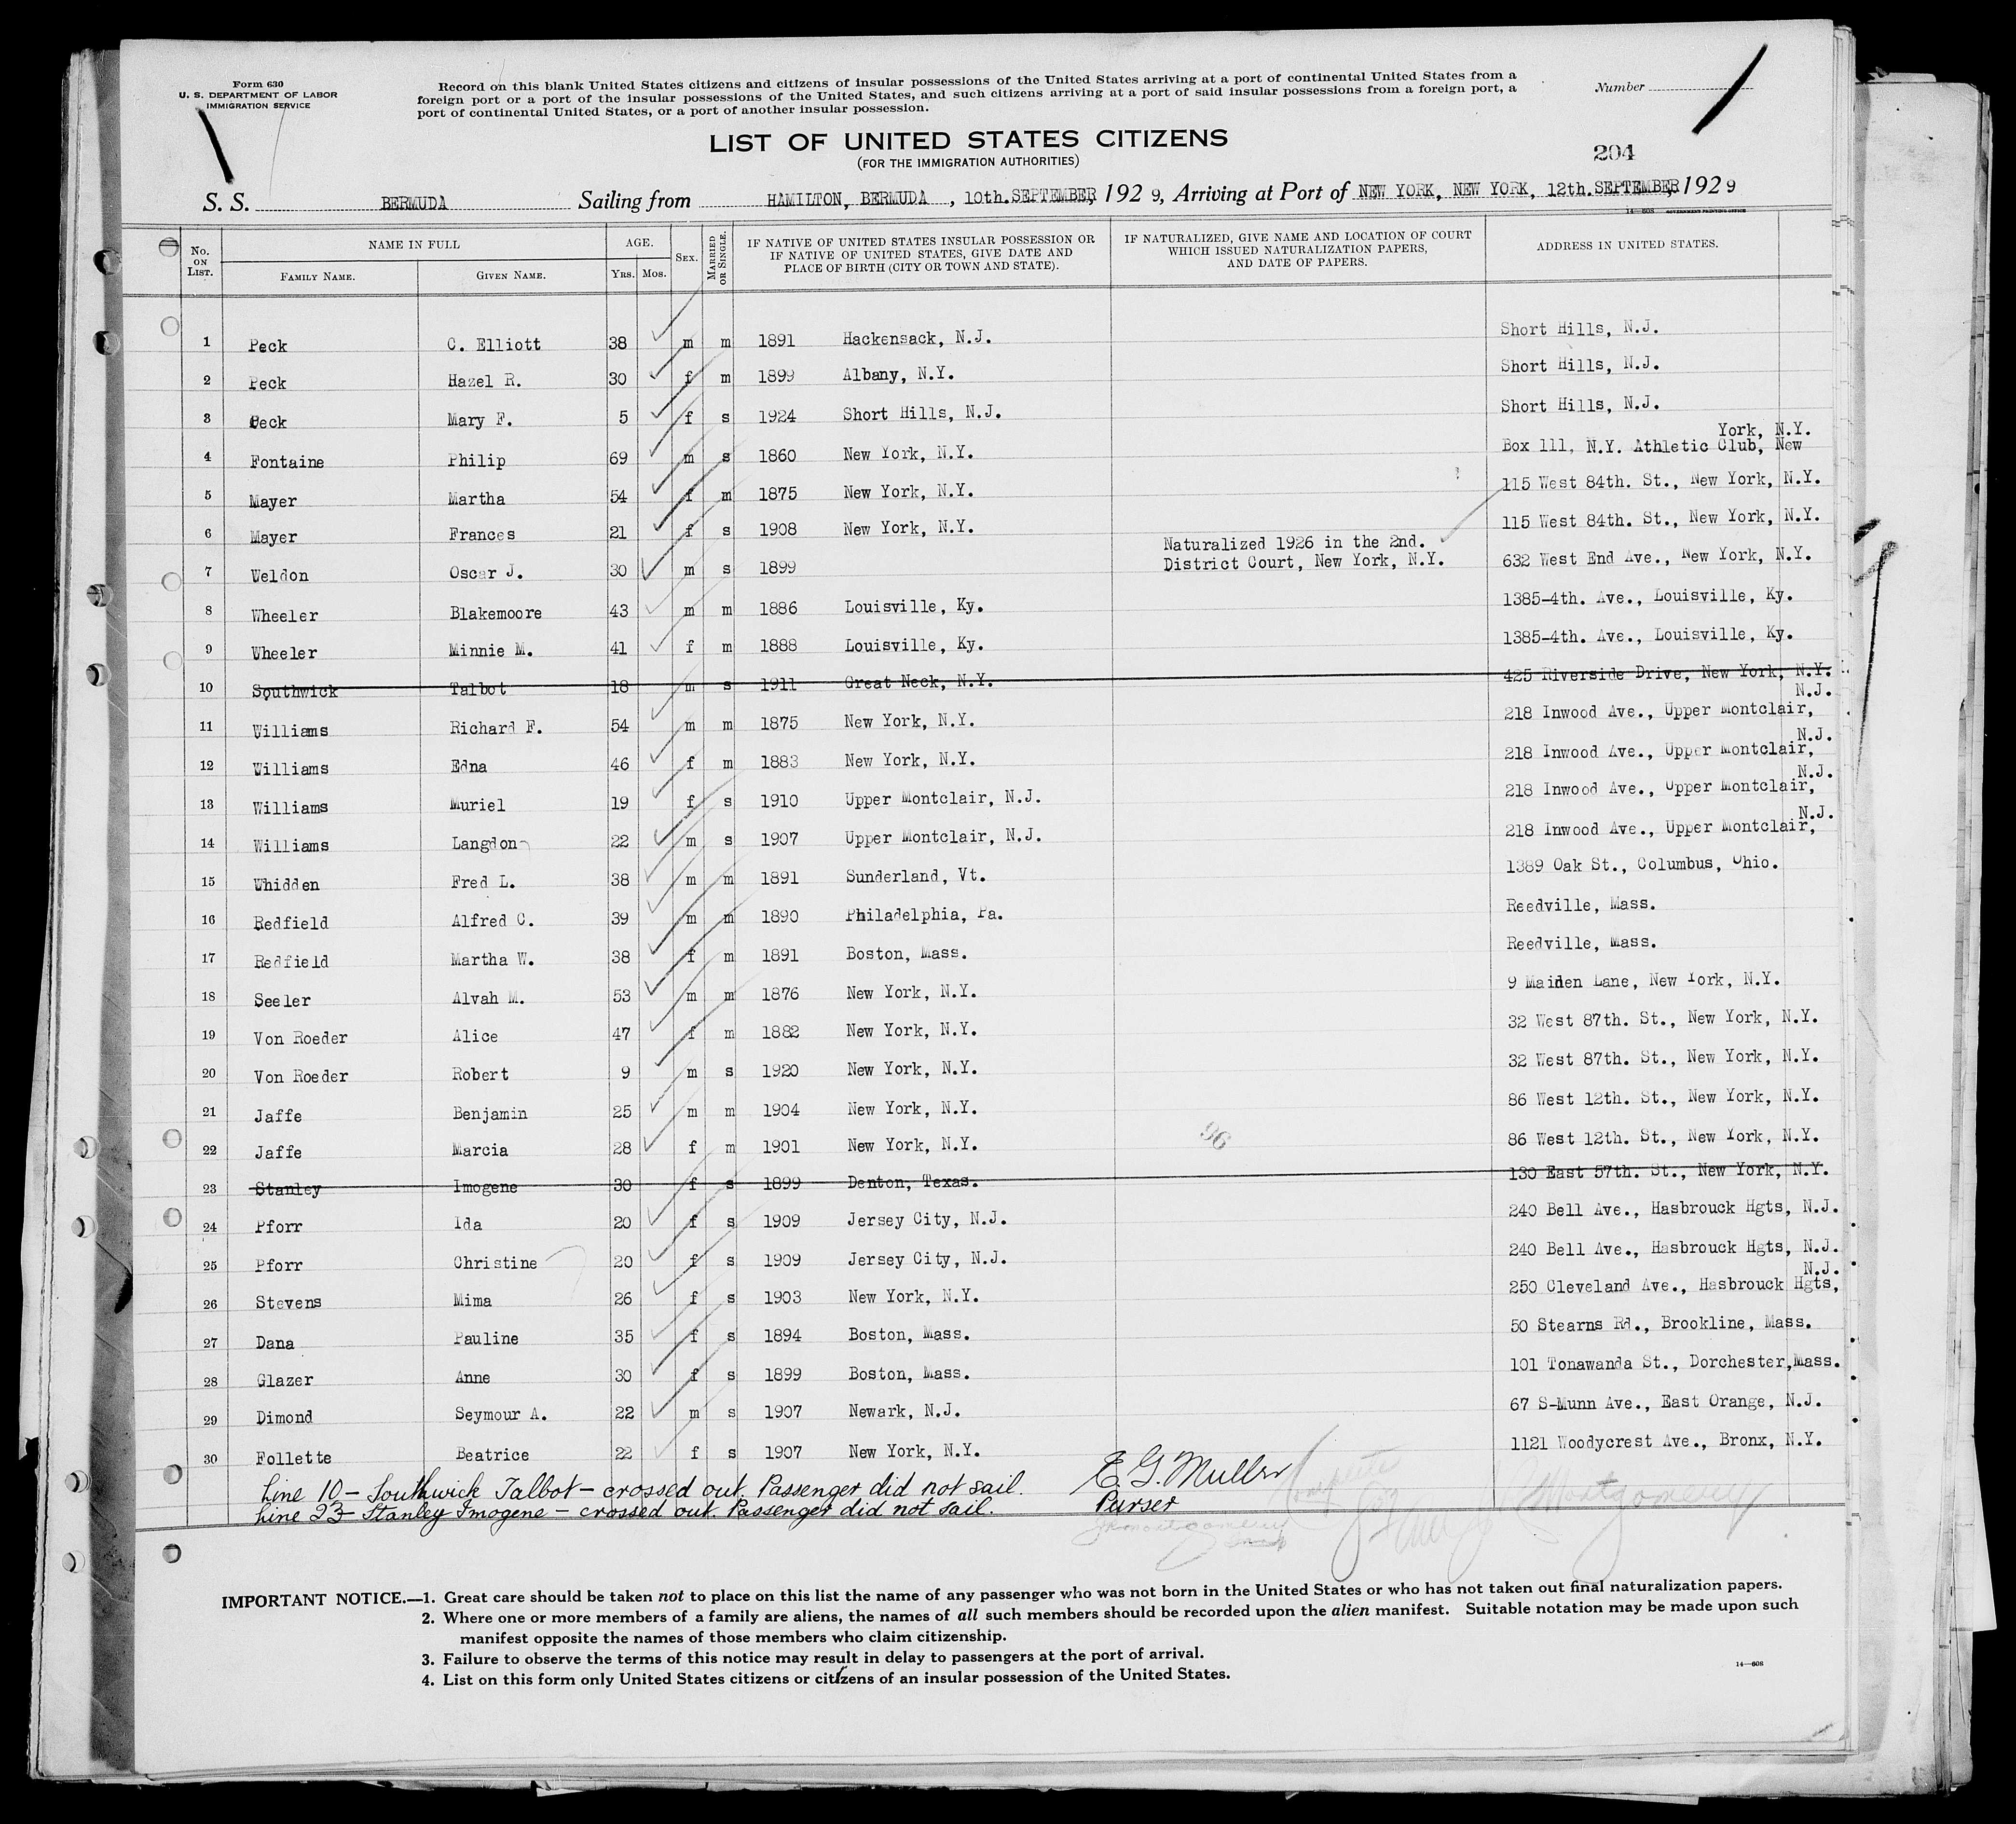 Form 630
U. S. DEPARTMENT OF LABOR
IMMIGRATION SERVICE
Record on this blank United States citizens and citizens of insular possessions of the United States arriving at a port of continental United States from a
foreign port or a port of the insular possessions of the United States, and such citizens arriving at a port of said insular possessions from a foreign port, a
port of continental United States, or a port of another insular possession.
Number
LIST OF UNITED STATES CITIZENS
(FOR THE IMMIGRATION AUTHORITIES)
204
S. S. BERMUDA Sailing from HAMILTON, BERMUDA, 10th. SEPTEMBER, 1929, Arriving at Port of NEW YORK, NEW YORK, 12th. SEPTEMBER, 1929
14—608 GOVERNMENT PRINTING OFFICE
No. ON LIST. NAME IN FULL FAMILY NAME. GIVEN NAME. AGE. YRS. MOS. SEX. MARRIED OR SINGLE. IF NATIVE OF UNITED STATES INSULAR POSSESSION OR IF NATIVE OF UNITED STATES, GIVE DATE AND PLACE OF BIRTH (CITY OR TOWN AND STATE). IF NATURALIZED, GIVE NAME AND LOCATION OF COURT WHICH ISSUED NATURALIZATION PAPERS, AND DATE OF PAPERS. ADDRESS IN UNITED STATES.
1 Peck C. Elliott 38 m m 1891 Hackensack, N.J. Short Hills, N.J.
2 Peck Hazel R. 30 f m 1899 Albany, N.Y. Short Hills, N.J.
3 Peck Mary F. 5 f s 1924 Short Hills, N.J. Short Hills, N.J.
4 Fontaine Philip 69 m s 1860 New York, N.Y. Box 111, N.Y. Athletic Club, New York, N.Y.
5 Mayer Martha 54 f m 1875 New York, N.Y. 115 West 84th. St., New York, N.Y.
6 Mayer Frances 21 f s 1908 New York, N.Y. 115 West 84th. St., New York, N.Y.
7 Weldon Oscar J. 30 m s 1899 Naturalized 1926 in the 2nd. District Court, New York, N.Y. 632 West End Ave., New York, N.Y.
8 Wheeler Blakemoore 43 m m 1886 Louisville, Ky. 1385-4th. Ave., Louisville, Ky.
9 Wheeler Minnie M. 41 f m 1888 Louisville, Ky. 1385-4th. Ave., Louisville, Ky.
10 Southwick Talbot 18 m s 1911 Great Neck, N.Y. 425 Riverside Drive, New York, N.Y.
11 Williams Richard F. 54 m m 1875 New York, N.Y. 218 Inwood Ave., Upper Montclair, N.J.
12 Williams Edna 46 f m 1883 New York, N.Y. 218 Inwood Ave., Upper Montclair, N.J.
13 Williams Muriel 19 f s 1910 Upper Montclair, N.J. 218 Inwood Ave., Upper Montclair, N.J.
14 Williams Langdon 22 m s 1907 Upper Montclair, N.J. 218 Inwood Ave., Upper Montclair, N.J.
15 Whidden Fred L. 38 m m 1891 Sunderland, Vt. 1389 Oak St., Columbus, Ohio.
16 Redfield Alfred C. 39 m m 1890 Philadelphia, Pa. Reedville, Mass.
17 Redfield Martha W. 38 f m 1891 Boston, Mass. Reedville, Mass.
18 Seeler Alvah M. 53 m m 1876 New York, N.Y. 9 Maiden Lane, New York, N.Y.
19 Von Roeder Alice 47 f m 1882 New York, N.Y. 32 West 87th. St., New York, N.Y.
20 Von Roeder Robert 9 m s 1920 New York, N.Y. 32 West 87th. St., New York, N.Y.
21 Jaffe Benjamin 25 m m 1904 New York, N.Y. 86 West 12th. St., New York, N.Y.
22 Jaffe Marcia 28 f m 1901 New York, N.Y. 86 West 12th. St., New York, N.Y.
96
23 Stanley Imogene 30 f s 1899 Denton, Texas. 130 East 57th. St., New York, N.Y.
24 Pforr Ida 20 f s 1909 Jersey City, N.J. 240 Bell Ave., Hasbrouck Hgts, N.J.
25 Pforr Christine 20 f s 1909 Jersey City, N.J. 240 Bell Ave., Hasbrouck Hgts, N.J.
26 Stevens Mima 26 f s 1903 New York, N.Y. 250 Cleveland Ave., Hasbrouck Hgts, N.J.
27 Dana Pauline 35 f s 1894 Boston, Mass. 50 Stearns Rd., Brookline, Mass.
28 Glazer Anne 30 f s 1899 Boston, Mass. 101 Tonawanda St., Dorchester, Mass.
29 Dimond Seymour A. 22 m s 1907 Newark, N.J. 67 S-Munn Ave., East Orange, N.J.
30 Follette Beatrice 22 f s 1907 New York, N.Y. 1121 Woodycrest Ave., Bronx, N.Y.
Line 10 - Southwick Talbot - crossed out. Passenger did not sail. E. G. Muller
Line 23 - Stanley Imogene - crossed out. Passenger did not sail. Purser
Montgomery
IMPORTANT NOTICE.—1. Great care should be taken not to place on this list the name of any passenger who was not born in the United States or who has not taken out final naturalization papers.
2. Where one or more members of a family are aliens, the names of all such members should be recorded upon the alien manifest. Suitable notation may be made upon such
manifest opposite the names of those members who claim citizenship.
3. Failure to observe the terms of this notice may result in delay to passengers at the port of arrival.
4. List on this form only United States citizens or citizens of an insular possession of the United States.
14—608